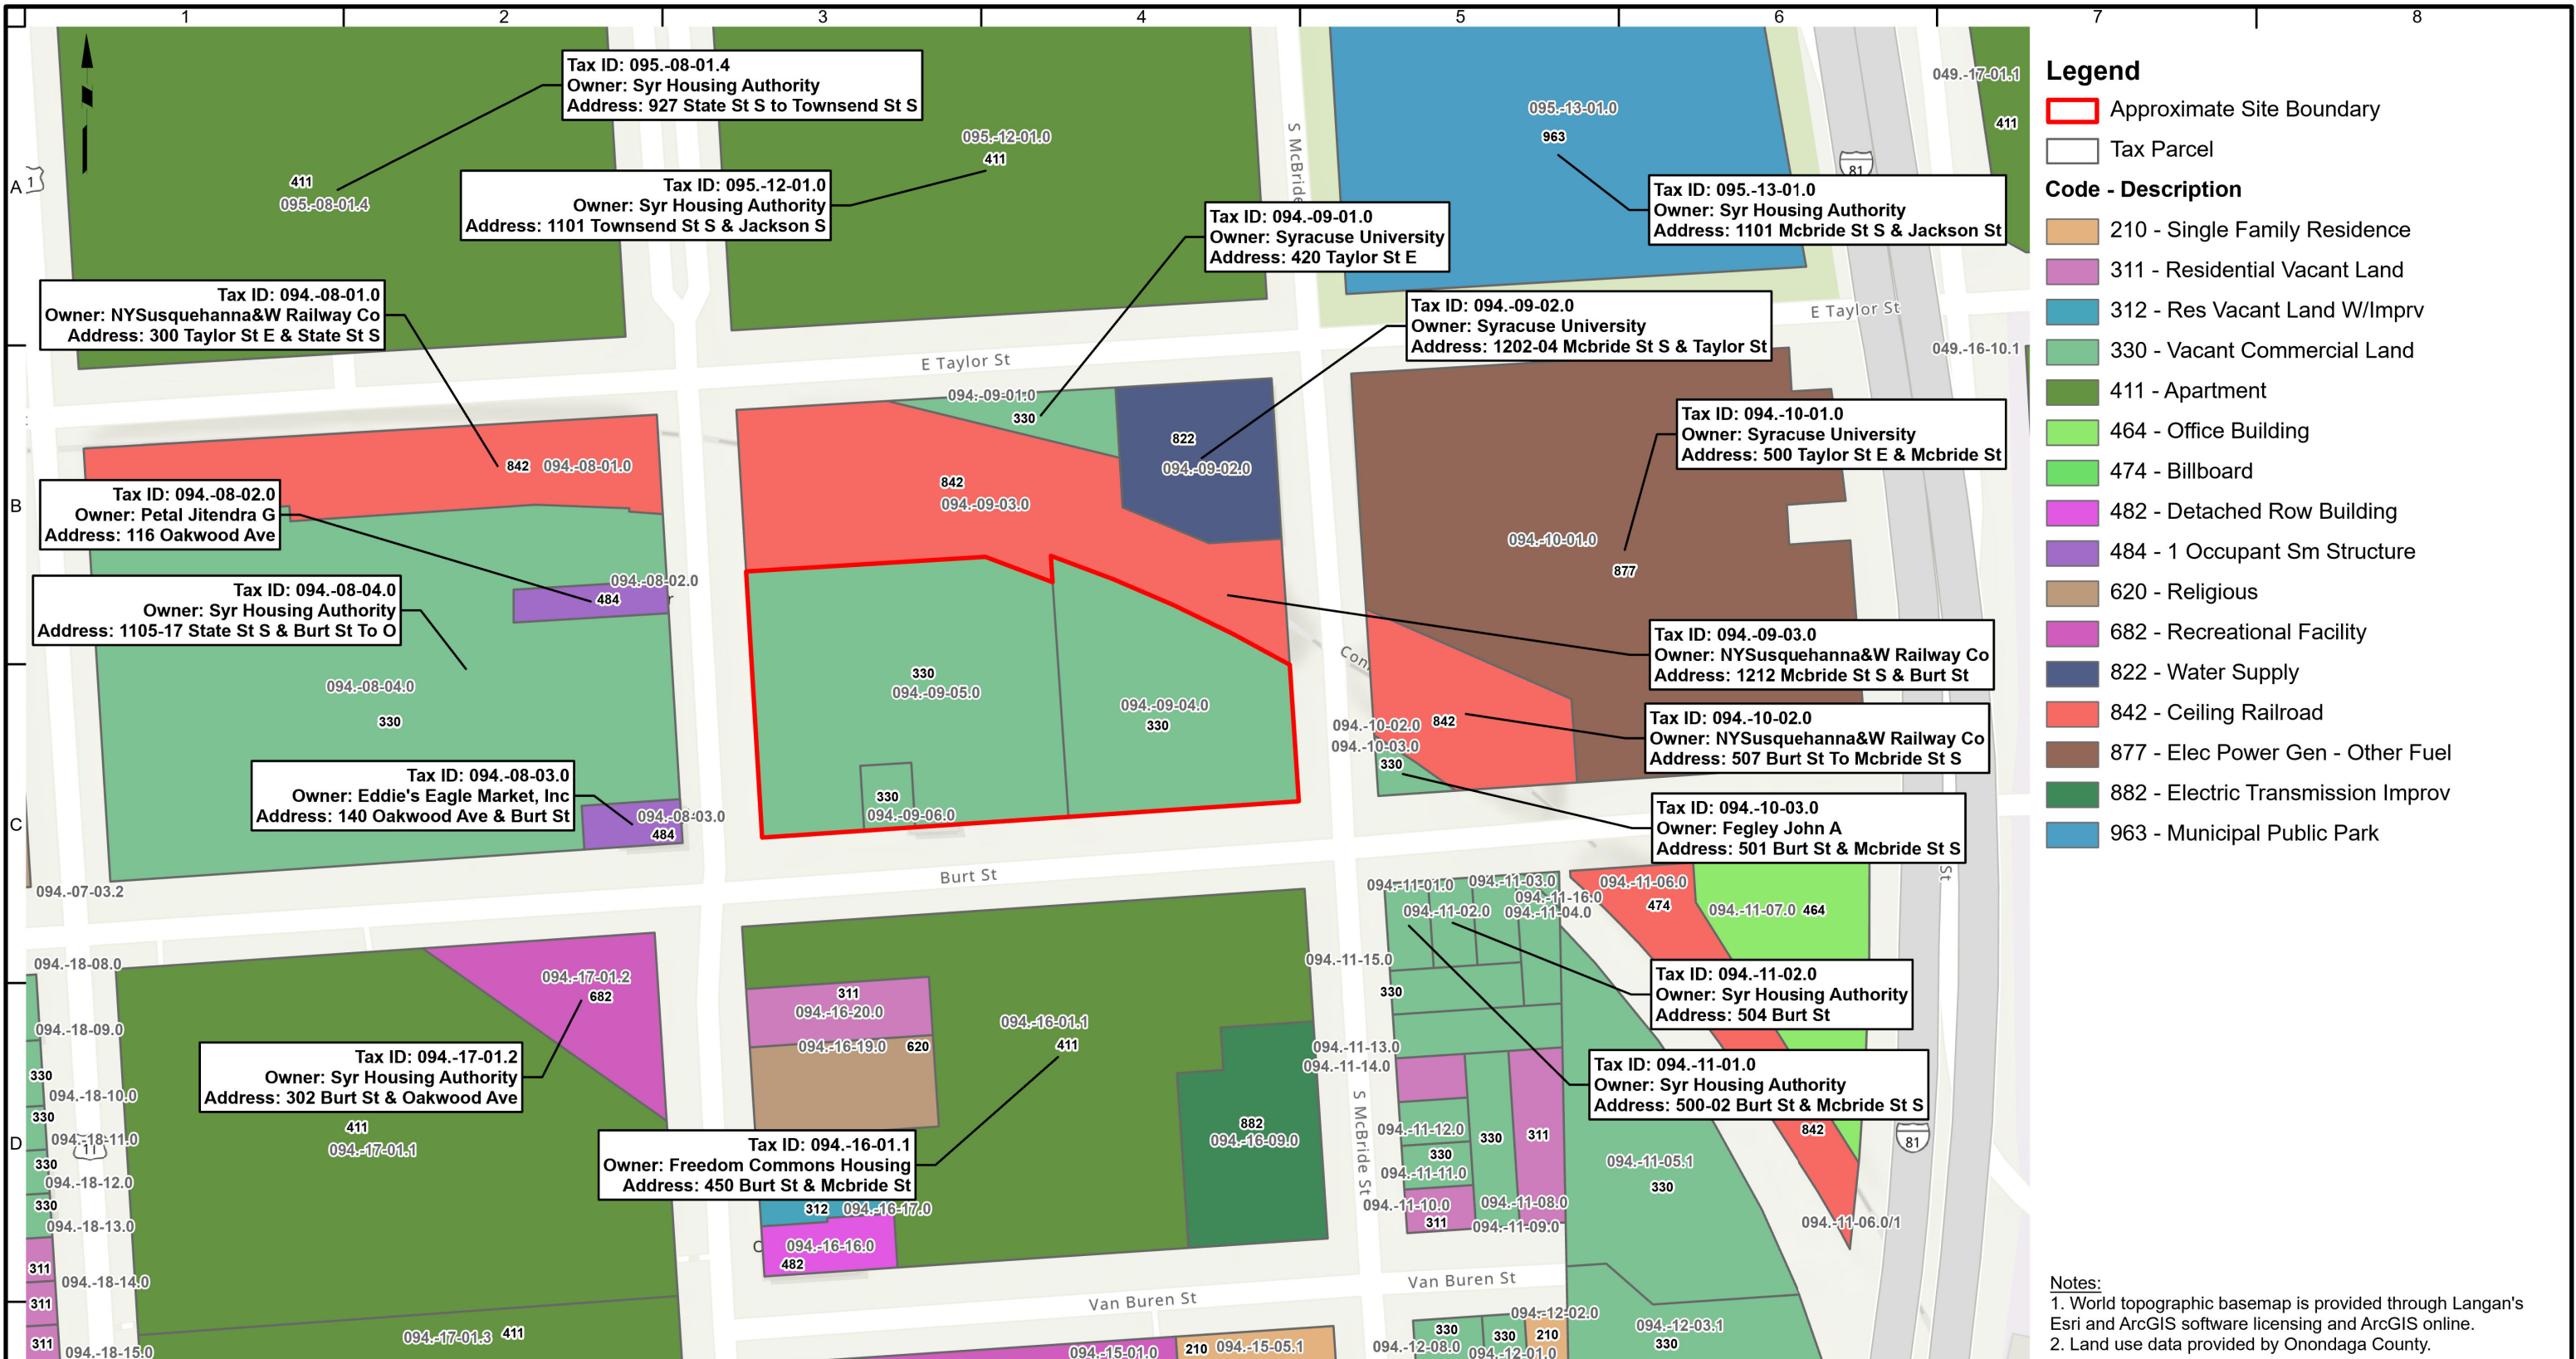 1 2 3 4 5 6 7 8
A
B
C
D
Tax ID: 095.-08-01.4
Owner: Syr Housing Authority
Address: 927 State St S to Townsend St S
411
095.-08-01.4
1
095.-12-01.0
411
Tax ID: 095.-12-01.0
Owner: Syr Housing Authority
Address: 1101 Townsend St S & Jackson S
S McBride
095.-13-01.0
963
Tax ID: 095.-13-01.0
Owner: Syr Housing Authority
Address: 1101 Mcbride St S & Jackson St
81
049.-17-01.1
411
Tax ID: 094.-09-01.0
Owner: Syracuse University
Address: 420 Taylor St E
Tax ID: 094.-08-01.0
Owner: NYSusquehanna&W Railway Co
Address: 300 Taylor St E & State St S
Tax ID: 094.-09-02.0
Owner: Syracuse University
Address: 1202-04 Mcbride St S & Taylor St
E Taylor St
E Taylor St
049.-16-10.1
094.-09-01.0
330
822
094.-09-02.0
842
094.-08-01.0
842
094.-09-03.0
Tax ID: 094.-10-01.0
Owner: Syracuse University
Address: 500 Taylor St E & Mcbride St
094.-10-01.0
877
Tax ID: 094.-08-02.0
Owner: Petal Jitendra G
Address: 116 Oakwood Ave
094.-08-02.0
484
r
Tax ID: 094.-08-04.0
Owner: Syr Housing Authority
Address: 1105-17 State St S & Burt St To O
094.-08-04.0
330
330
094.-09-05.0
094.-09-04.0
330
Con
Tax ID: 094.-09-03.0
Owner: NYSusquehanna&W Railway Co
Address: 1212 Mcbride St S & Burt St
094.-10-02.0
842
094.-10-03.0
330
Tax ID: 094.-10-02.0
Owner: NYSusquehanna&W Railway Co
Address: 507 Burt St To Mcbride St S
Tax ID: 094.-08-03.0
Owner: Eddie's Eagle Market, Inc
Address: 140 Oakwood Ave & Burt St
094.-08-03.0
484
330
094.-09-06.0
Tax ID: 094.-10-03.0
Owner: Fegley John A
Address: 501 Burt St & Mcbride St S
094.-07-03.2
Burt St
St
094.-11-01.0
094.-11-03.0
094.-11-16.0
094.-11-02.0
094.-11-04.0
094.-11-06.0
474
094.-11-07.0
464
094.-18-08.0
094.-17-01.2
682
094.-11-15.0
330
Tax ID: 094.-11-02.0
Owner: Syr Housing Authority
Address: 504 Burt St
311
094.-16-20.0
094.-16-19.0
620
094.-16-01.1
411
094.-18-09.0
330
094.-18-10.0
330
094.-18-11.0
11
330
094.-18-12.0
330
094.-18-13.0
311
094.-18-14.0
311
311
094.-18-15.0
Tax ID: 094.-17-01.2
Owner: Syr Housing Authority
Address: 302 Burt St & Oakwood Ave
411
094.-17-01.1
094.-11-13.0
094.-11-14.0
S McBride St
Tax ID: 094.-11-01.0
Owner: Syr Housing Authority
Address: 500-02 Burt St & Mcbride St S
842
81
Tax ID: 094.-16-01.1
Owner: Freedom Commons Housing
Address: 450 Burt St & Mcbride St
882
094.-16-09.0
094.-11-12.0
330
094.-11-11.0
330
311
094.-11-10.0
311
094.-11-08.0
094.-11-09.0
094.-11-05.1
330
094.-11-06.0/1
312
094.-16-17.0
094.-16-16.0
482
Van Buren St
Van Buren St
094.-17-01.3
411
094.-15-01.0
210
094.-15-05.1
094.-12-02.0
330
330
210
094.-12-08.0
094.-12-01.0
094.-12-03.1
330
Legend
Approximate Site Boundary
Tax Parcel
Code - Description
210 - Single Family Residence
311 - Residential Vacant Land
312 - Res Vacant Land W/Imprv
330 - Vacant Commercial Land
411 - Apartment
464 - Office Building
474 - Billboard
482 - Detached Row Building
484 - 1 Occupant Sm Structure
620 - Religious
682 - Recreational Facility
822 - Water Supply
842 - Ceiling Railroad
877 - Elec Power Gen - Other Fuel
882 - Electric Transmission Improv
963 - Municipal Public Park
Notes:
1. World topographic basemap is provided through Langan's
Esri and ArcGIS software licensing and ArcGIS online.
2. Land use data provided by Onondaga County.